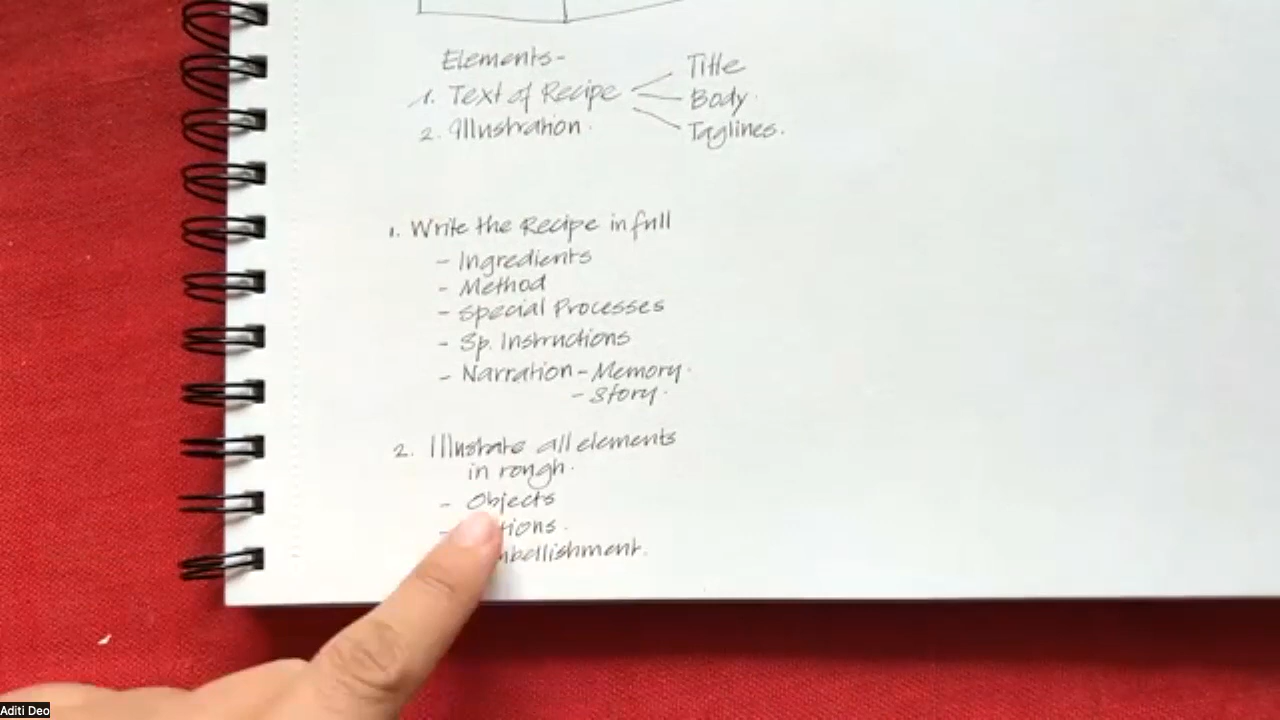 Elements-
1. Text of Recipe
Title
Body.
2. Illustration.
Taglines.
1. Write the Recipe in full
- Ingredients
- Method
- Special Processes
- Sp. Instructions
- Narration - Memory.
- Story.
2. Illustrate all elements
in rough.
- Objects
Aditi Deo